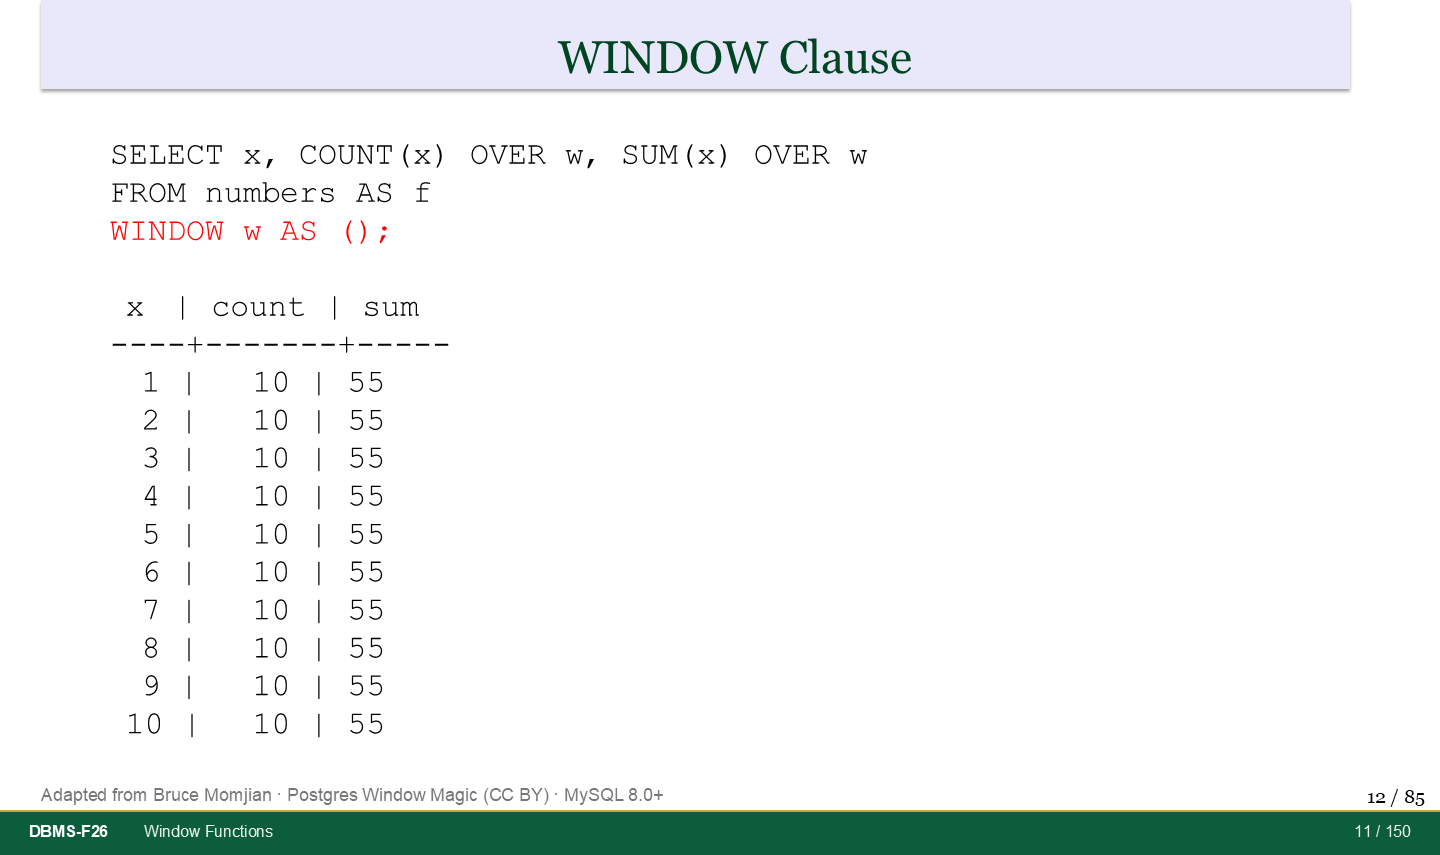 WINDOW Clause
SELECT x, COUNT(x) OVER w, SUM(x) OVER w
FROM numbers AS f
WINDOW w AS ();
x | count | sum
----+-------+-----
1 | 10 | 55
2 | 10 | 55
3 | 10 | 55
4 | 10 | 55
5 | 10 | 55
6 | 10 | 55
7 | 10 | 55
8 | 10 | 55
9 | 10 | 55
10 | 10 | 55
Adapted from Bruce Momjian · Postgres Window Magic (CC BY) · MySQL 8.0+
12 / 85
DBMS-F26 Window Functions 11 / 150